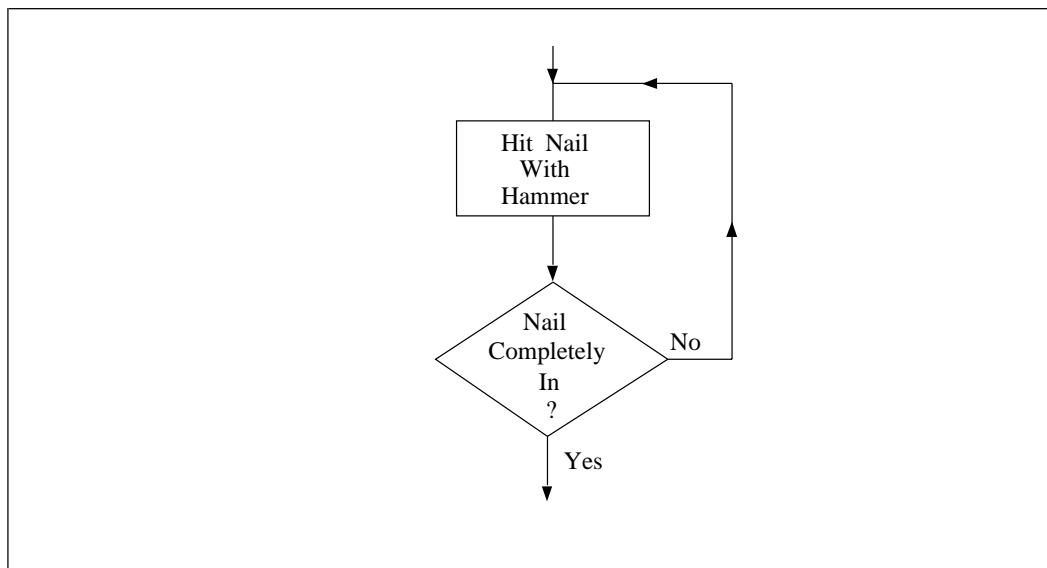 Hit Nail
With
Hammer
Nail
Completely
In
?
No
Yes